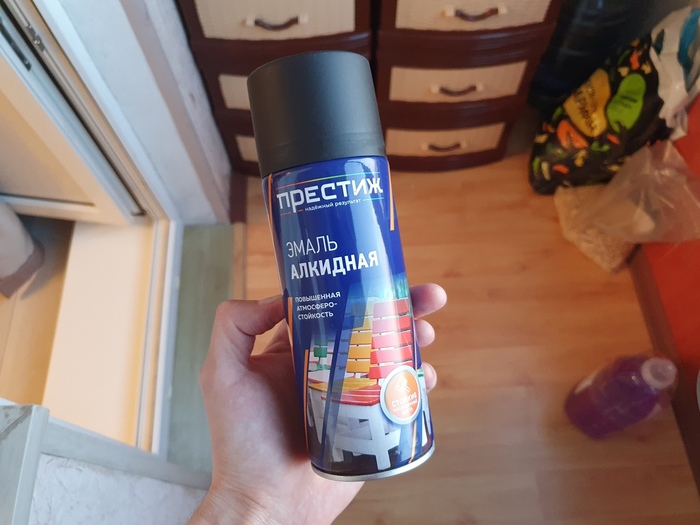 ПРЕСТИЖ
надёжный результат
ЭМАЛЬ
АЛКИДНАЯ
ПОВЫШЕННАЯ
АТМОСФЕРО-
СТОЙКОСТЬ